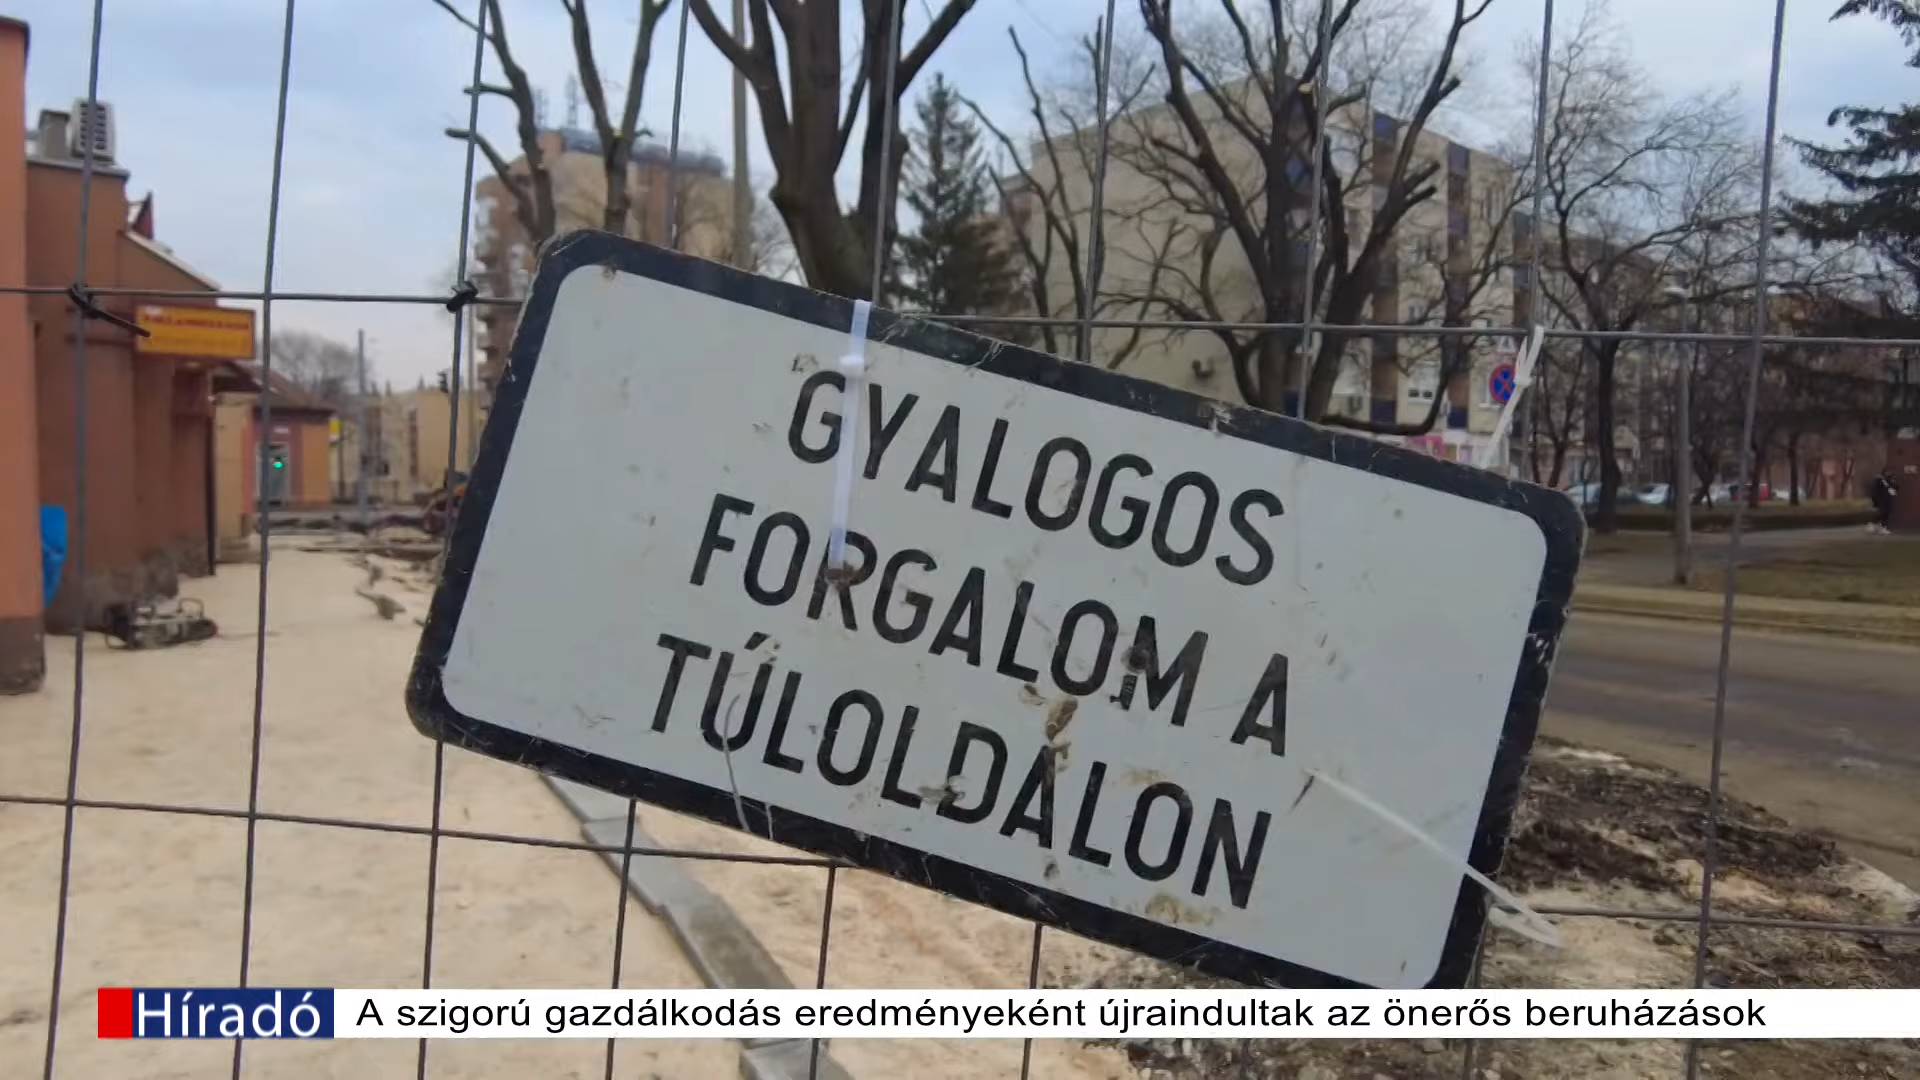 GYALOGOS
FORGALOM A
TÚLOLDALON
Híradó A szigorú gazdálkodás eredményeként újraindultak az önerős beruházások